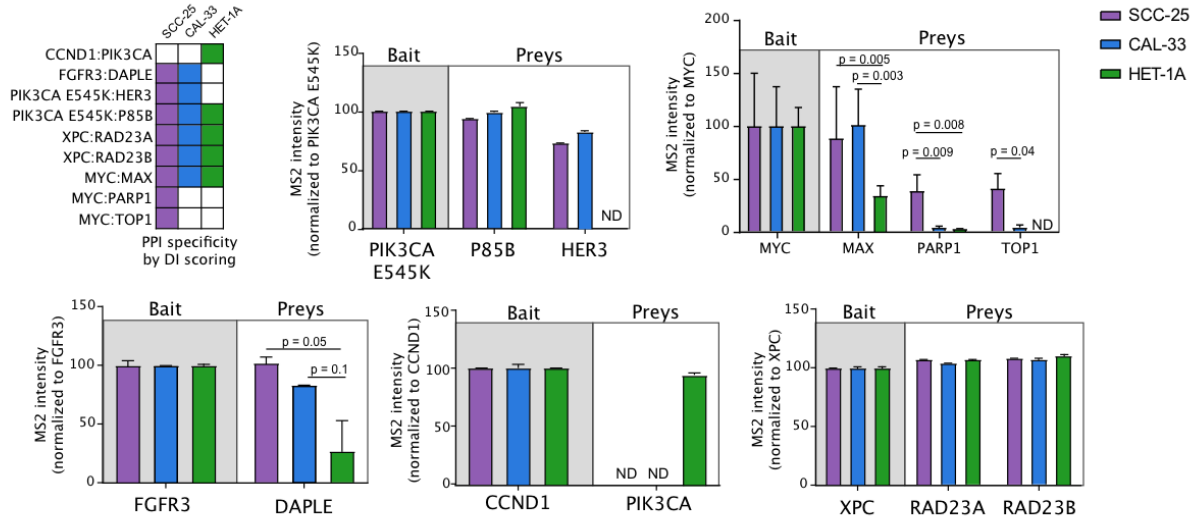 SCC-25
CAL-33
HET-1A
CCND1:PIK3CA
FGFR3:DAPLE
PIK3CA E545K:HER3
PIK3CA E545K:P85B
XPC:RAD23A
XPC:RAD23B
MYC:MAX
MYC:PARP1
MYC:TOP1
PPI specificity
by DI scoring
MS2 intensity
(normalized to PIK3CA E545K)
150
100
50
0
Bait
Preys
ND
PIK3CA
E545K
P85B
HER3
MS2 intensity
(normalized to MYC)
200
150
100
50
0
Bait
Preys
p = 0.005
p = 0.003
p = 0.008
p = 0.009
p = 0.04
ND
MYC
MAX
PARP1
TOP1
SCC-25
CAL-33
HET-1A
MS2 intensity
(normalized to FGFR3)
150
100
50
0
Bait
Preys
p = 0.05
p = 0.1
FGFR3
DAPLE
MS2 intensity
(normalized to CCND1)
150
100
50
0
Bait
Preys
ND
ND
CCND1
PIK3CA
MS2 intensity
(normalized to XPC)
150
100
50
0
Bait
Preys
XPC
RAD23A
RAD23B